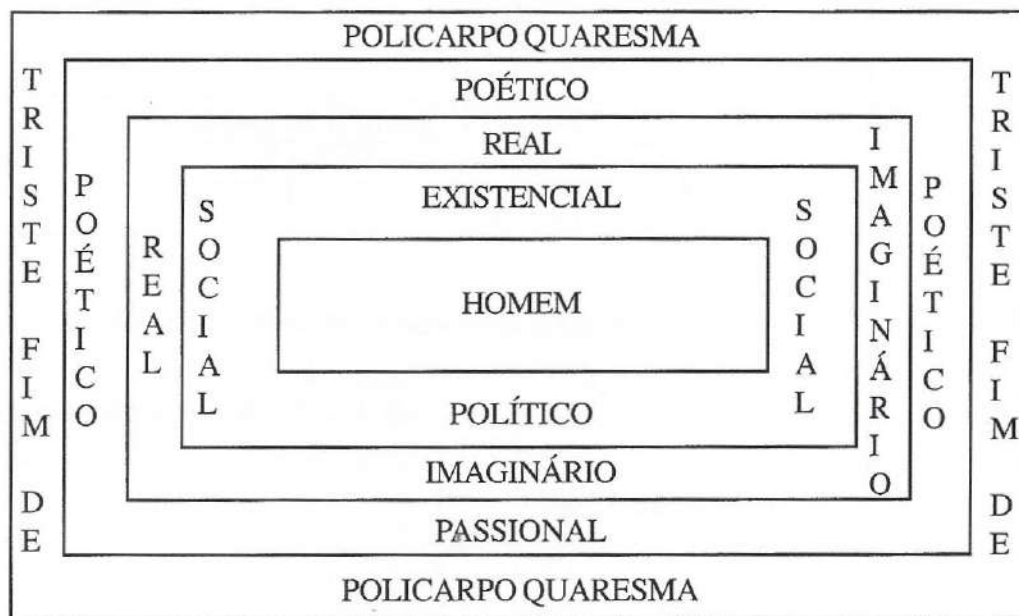 POLICARPO QUARESMA
TRISTE FIM DE
POÉTICO
POÉTICO
REAL
REAL
SOCIAL
EXISTENCIAL
HOMEM
POLÍTICO
SOCIAL
IMAGINÁRIO
IMAGINÁRIO
POÉTICO
PASSIONAL
TRISTE FIM DE
POLICARPO QUARESMA